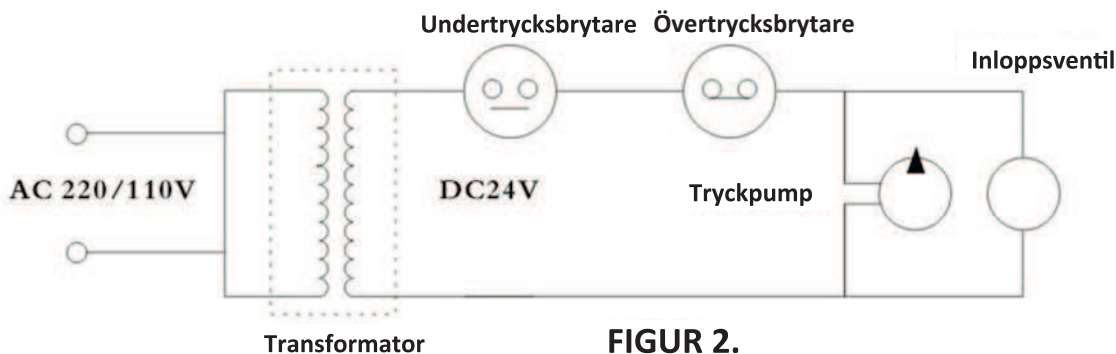 Undertrycksbrytare Övertrycksbrytare
Inloppsventil
AC 220/110V
DC24V
Tryckpump
Transformator
FIGUR 2.